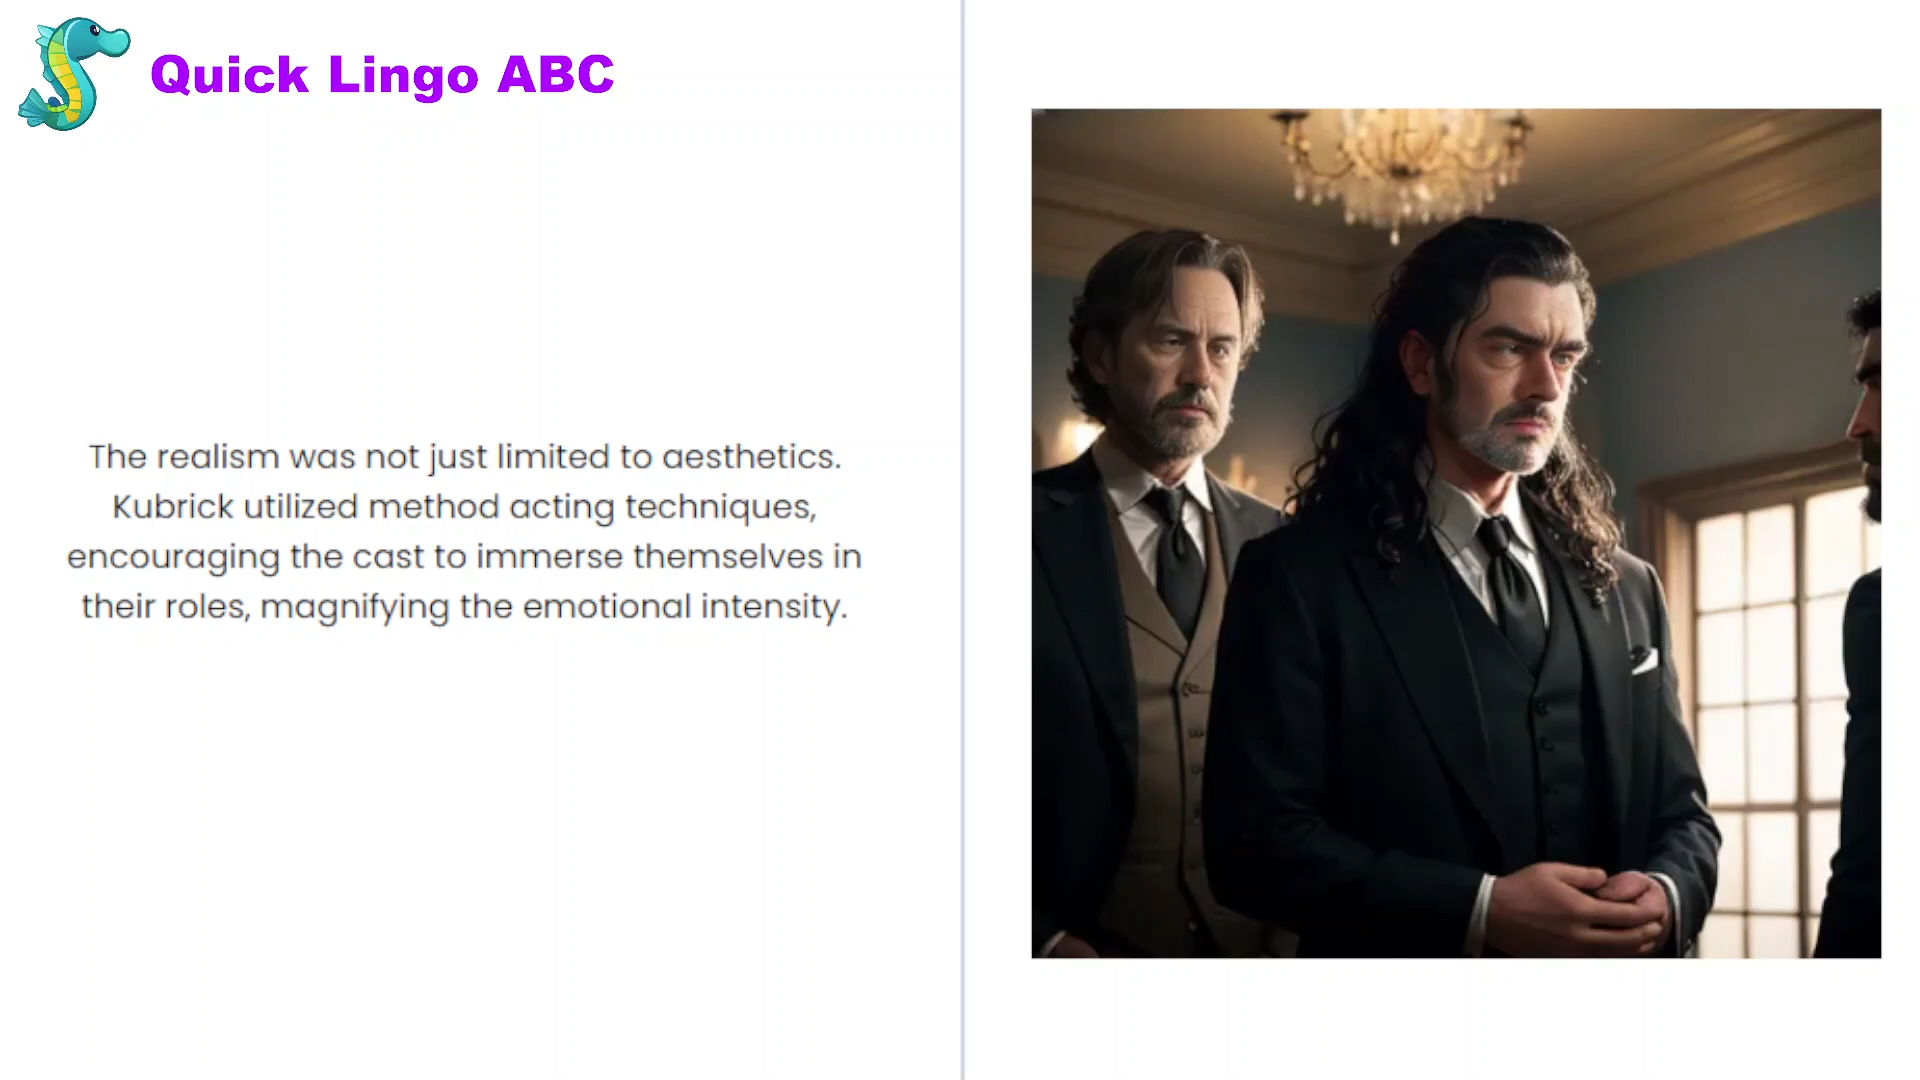 Quick Lingo ABC
The realism was not just limited to aesthetics.
Kubrick utilized method acting techniques,
encouraging the cast to immerse themselves in
their roles, magnifying the emotional intensity.